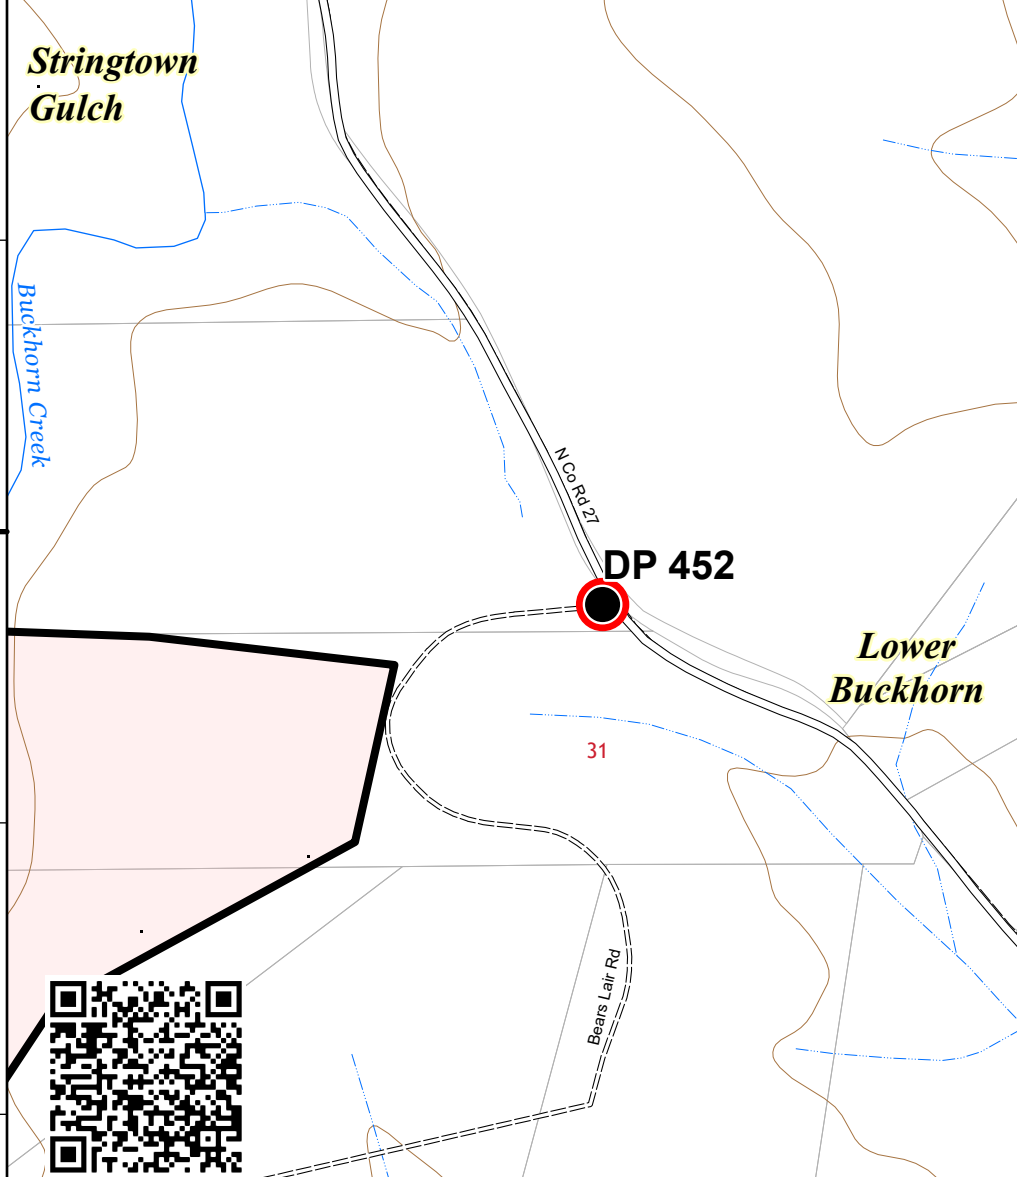 Stringtown
Gulch
Buckhorn Creek
N Co Rd 27
DP 452
Lower
Buckhorn
31
Bears Lair Rd